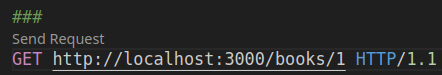 ###
Send Request
GET http://localhost:3000/books/1 HTTP/1.1